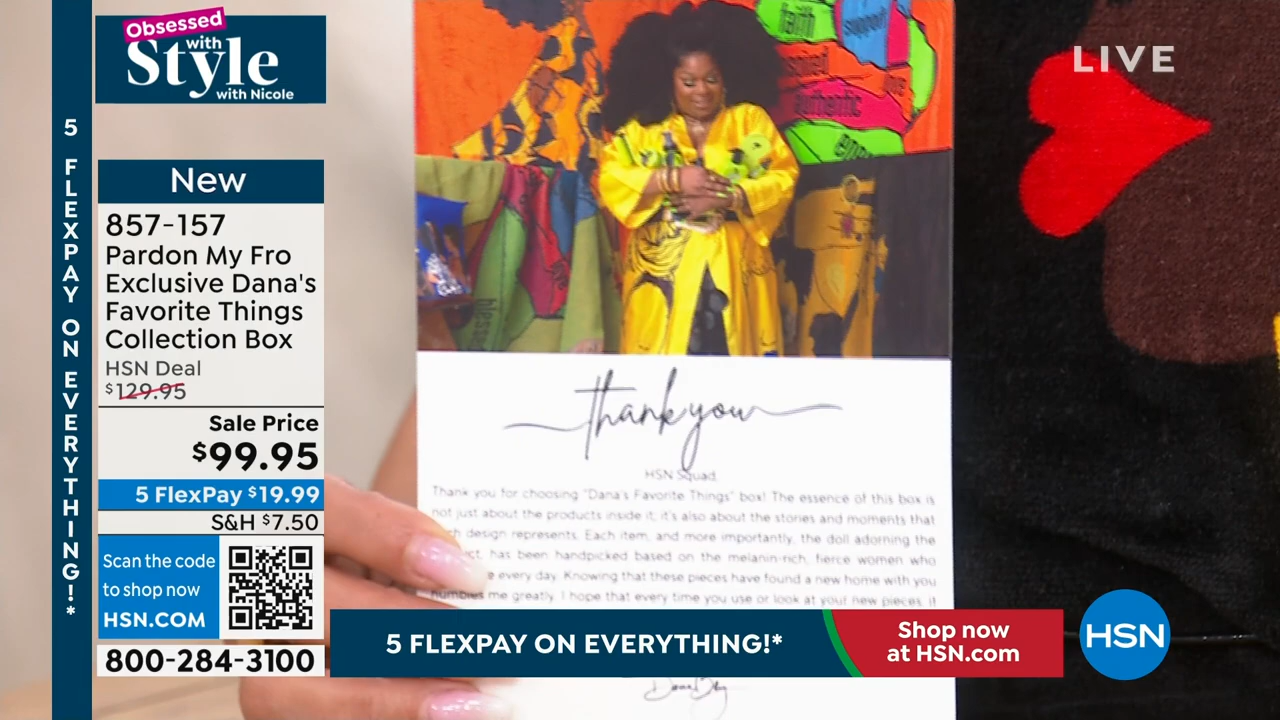 Obsessed
with
Style
with Nicole
LIVE
5 FLEXPAY ON EVERYTHING!*
New
857-157
Pardon My Fro
Exclusive Dana's
Favorite Things
Collection Box
HSN Deal
$129.95
Sale Price
$99.95
5 FlexPay $19.99
S&H $7.50
Scan the code
to shop now
HSN.COM
800-284-3100
faith
support
authentic
thank you
HSN Squad,
Thank you for choosing "Dana's Favorite Things" box! The essence of this box is
not just about the products inside it; it's also about the stories and moments that
design represents. Each item, and more importantly, the doll adorning the
has been handpicked based on the melanin-rich, fierce women who
every day. Knowing that these pieces have found a new home with you
humbles me greatly. I hope that every time you use or look at your new pieces, it
5 FLEXPAY ON EVERYTHING!*
Shop now
at HSN.com
HSN